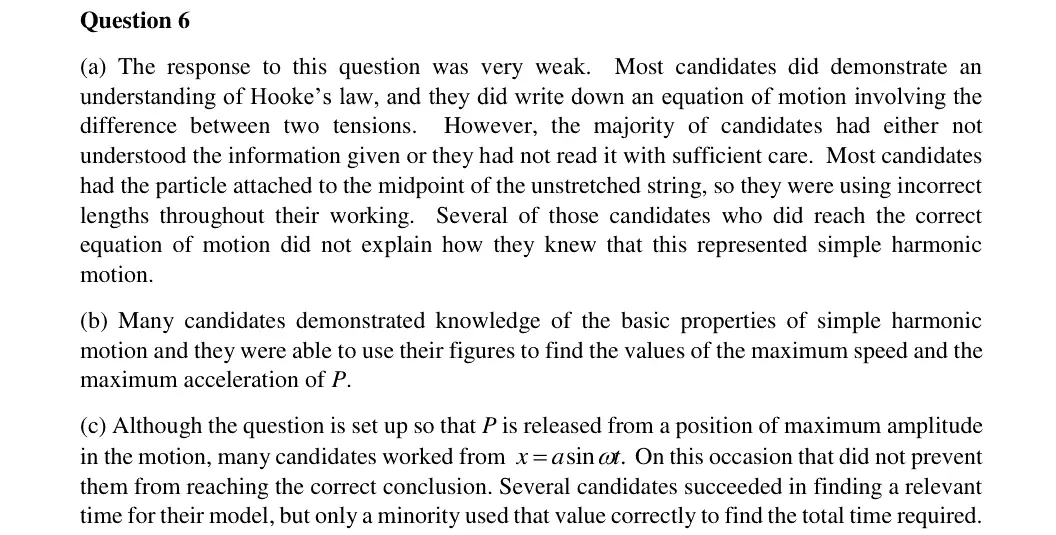 Question 6
(a) The response to this question was very weak. Most candidates did demonstrate an
understanding of Hooke’s law, and they did write down an equation of motion involving the
difference between two tensions. However, the majority of candidates had either not
understood the information given or they had not read it with sufficient care. Most candidates
had the particle attached to the midpoint of the unstretched string, so they were using incorrect
lengths throughout their working. Several of those candidates who did reach the correct
equation of motion did not explain how they knew that this represented simple harmonic
motion.
(b) Many candidates demonstrated knowledge of the basic properties of simple harmonic
motion and they were able to use their figures to find the values of the maximum speed and the
maximum acceleration of P.
(c) Although the question is set up so that P is released from a position of maximum amplitude
in the motion, many candidates worked from x = a sin ωt. On this occasion that did not prevent
them from reaching the correct conclusion. Several candidates succeeded in finding a relevant
time for their model, but only a minority used that value correctly to find the total time required.